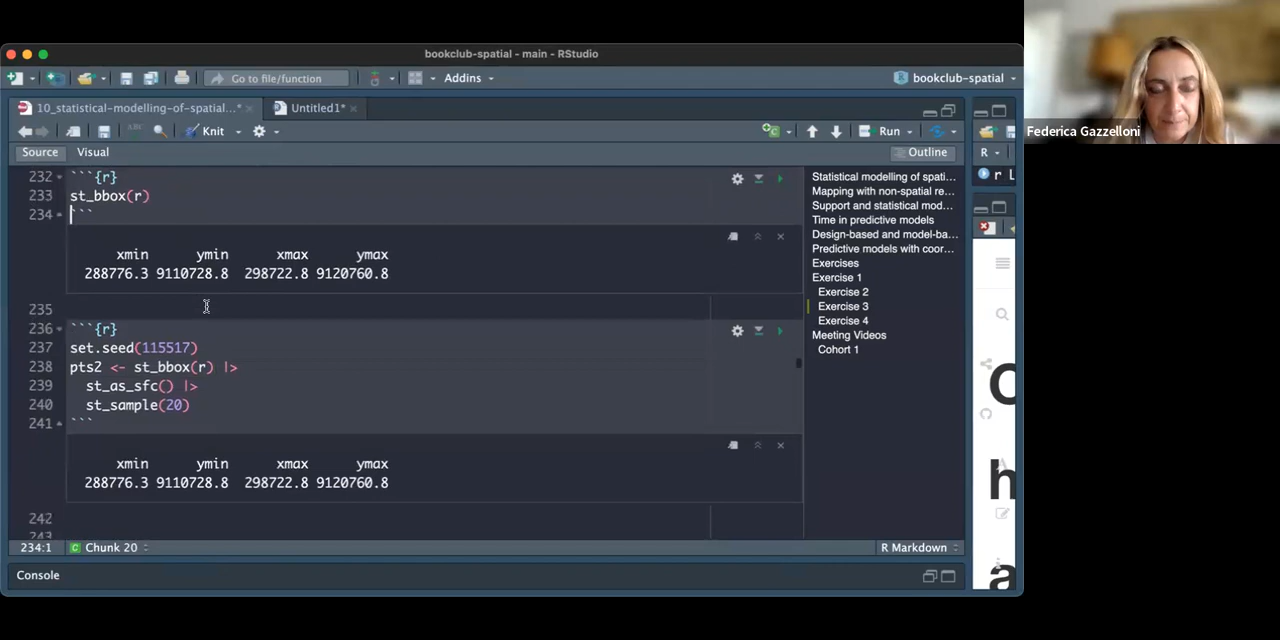 bookclub-spatial - main - RStudio
Go to file/function
Addins
bookclub-spatial
10_statistical-modelling-of-spatial...*
Untitled1*
Knit
Run
Source
Visual
Outline
232 ```{r}
233 st_bbox(r)
234 ```
xmin ymin xmax ymax
288776.3 9110728.8 298722.8 9120760.8
235
236 ```{r}
237 set.seed(115517)
238 pts2 <- st_bbox(r) |>
239 st_as_sfc() |>
240 st_sample(20)
241 ```
xmin ymin xmax ymax
288776.3 9110728.8 298722.8 9120760.8
242
243
Statistical modelling of spati...
Mapping with non-spatial re...
Support and statistical mod...
Time in predictive models
Design-based and model-ba...
Predictive models with coor...
Exercises
Exercise 1
Exercise 2
Exercise 3
Exercise 4
Meeting Videos
Cohort 1
234:1
Chunk 20
R Markdown
Console
R
r L
h
a
Federica Gazzelloni